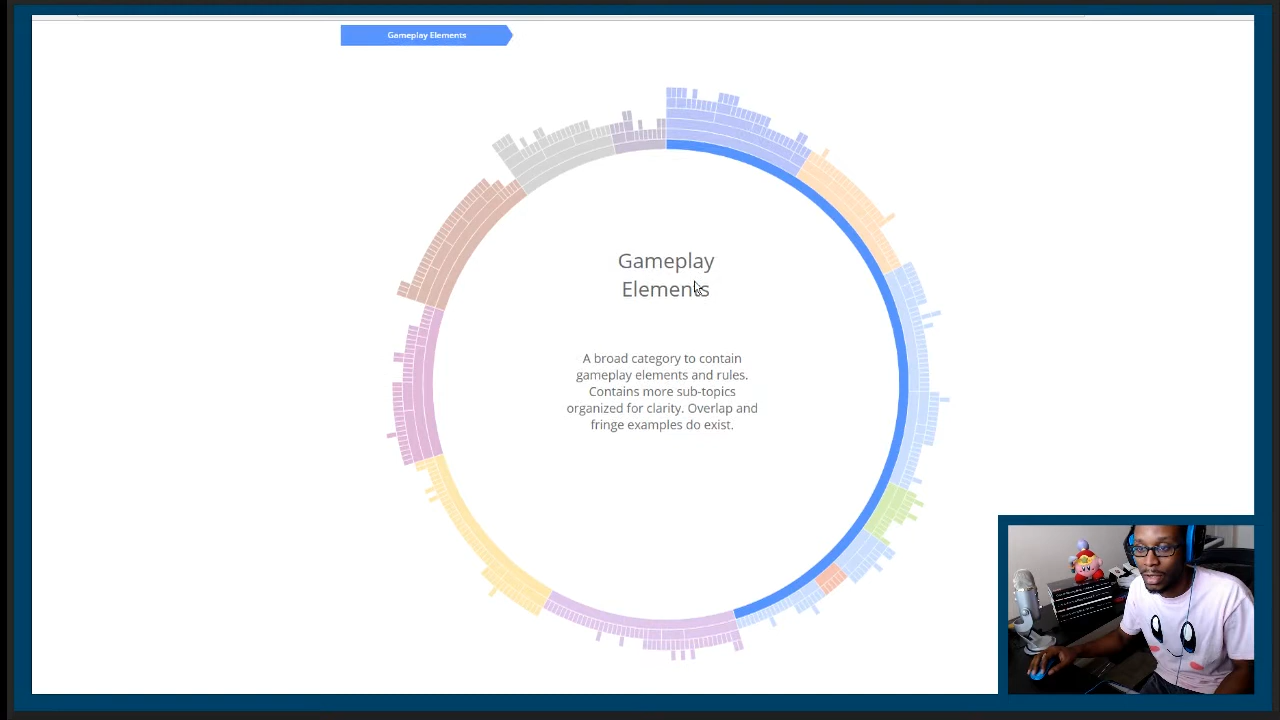 Gameplay Elements
Gameplay
Elements
A broad category to contain
gameplay elements and rules.
Contains more sub-topics
organized for clarity. Overlap and
fringe examples do exist.